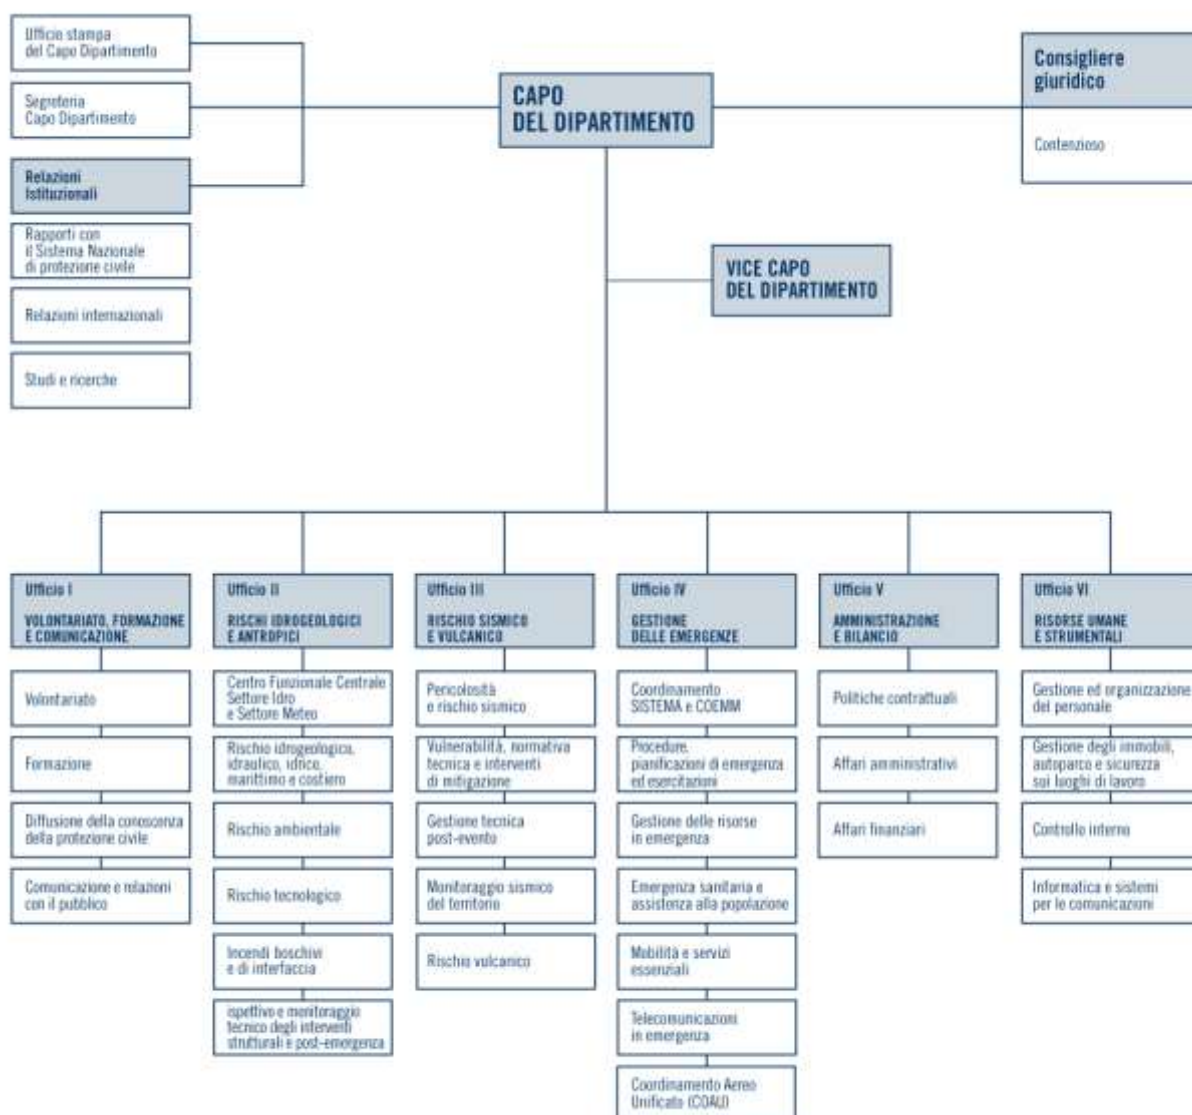 Ufficio stampa
del Capo Dipartimento
Segreteria
Capo Dipartimento
Relazioni
Istituzionali
Rapporti con
il Sistema Nazionale
di protezione civile
Relazioni internazionali
Studi e ricerche
CAPO
DEL DIPARTIMENTO
Consigliere
giuridico
Contenzioso
VICE CAPO
DEL DIPARTIMENTO
Ufficio I
VOLONTARIATO, FORMAZIONE
E COMUNICAZIONE
Volontariato
Formazione
Diffusione della conoscenza
della protezione civile
Comunicazione e relazioni
con il pubblico
Ufficio II
RISCHI IDROGEOLOGICI
E ANTROPICI
Centro Funzionale Centrale
Settore Idro
e Settore Meteo
Rischio idrogeologico,
idraulico, idrico,
marittimo e costiero
Rischio ambientale
Rischio tecnologico
Incendi boschivi
e di interfaccia
ispettivo e monitoraggio
tecnico degli interventi
strutturali e post-emergenza
Ufficio III
RISCHIO SISMICO
E VULCANICO
Pericolosità
e rischio sismico
Vulnerabilità, normativa
tecnica e interventi
di mitigazione
Gestione tecnica
post-evento
Monitoraggio sismico
del territorio
Rischio vulcanico
Ufficio IV
GESTIONE
DELLE EMERGENZE
Coordinamento
SISTEMA e COEMM
Procedure,
pianificazioni di emergenza
ed esercitazioni
Gestione delle risorse
in emergenza
Emergenza sanitaria e
assistenza alla popolazione
Mobilità e servizi
essenziali
Telecomunicazioni
in emergenza
Coordinamento Aereo
Unificato (COAU)
Ufficio V
AMMINISTRAZIONE
E BILANCIO
Politiche contrattuali
Affari amministrativi
Affari finanziari
Ufficio VI
RISORSE UMANE
E STRUMENTALI
Gestione ed organizzazione
del personale
Gestione degli immobili,
autoparco e sicurezza
sui luoghi di lavoro
Controllo interno
Informatica e sistemi
per le comunicazioni